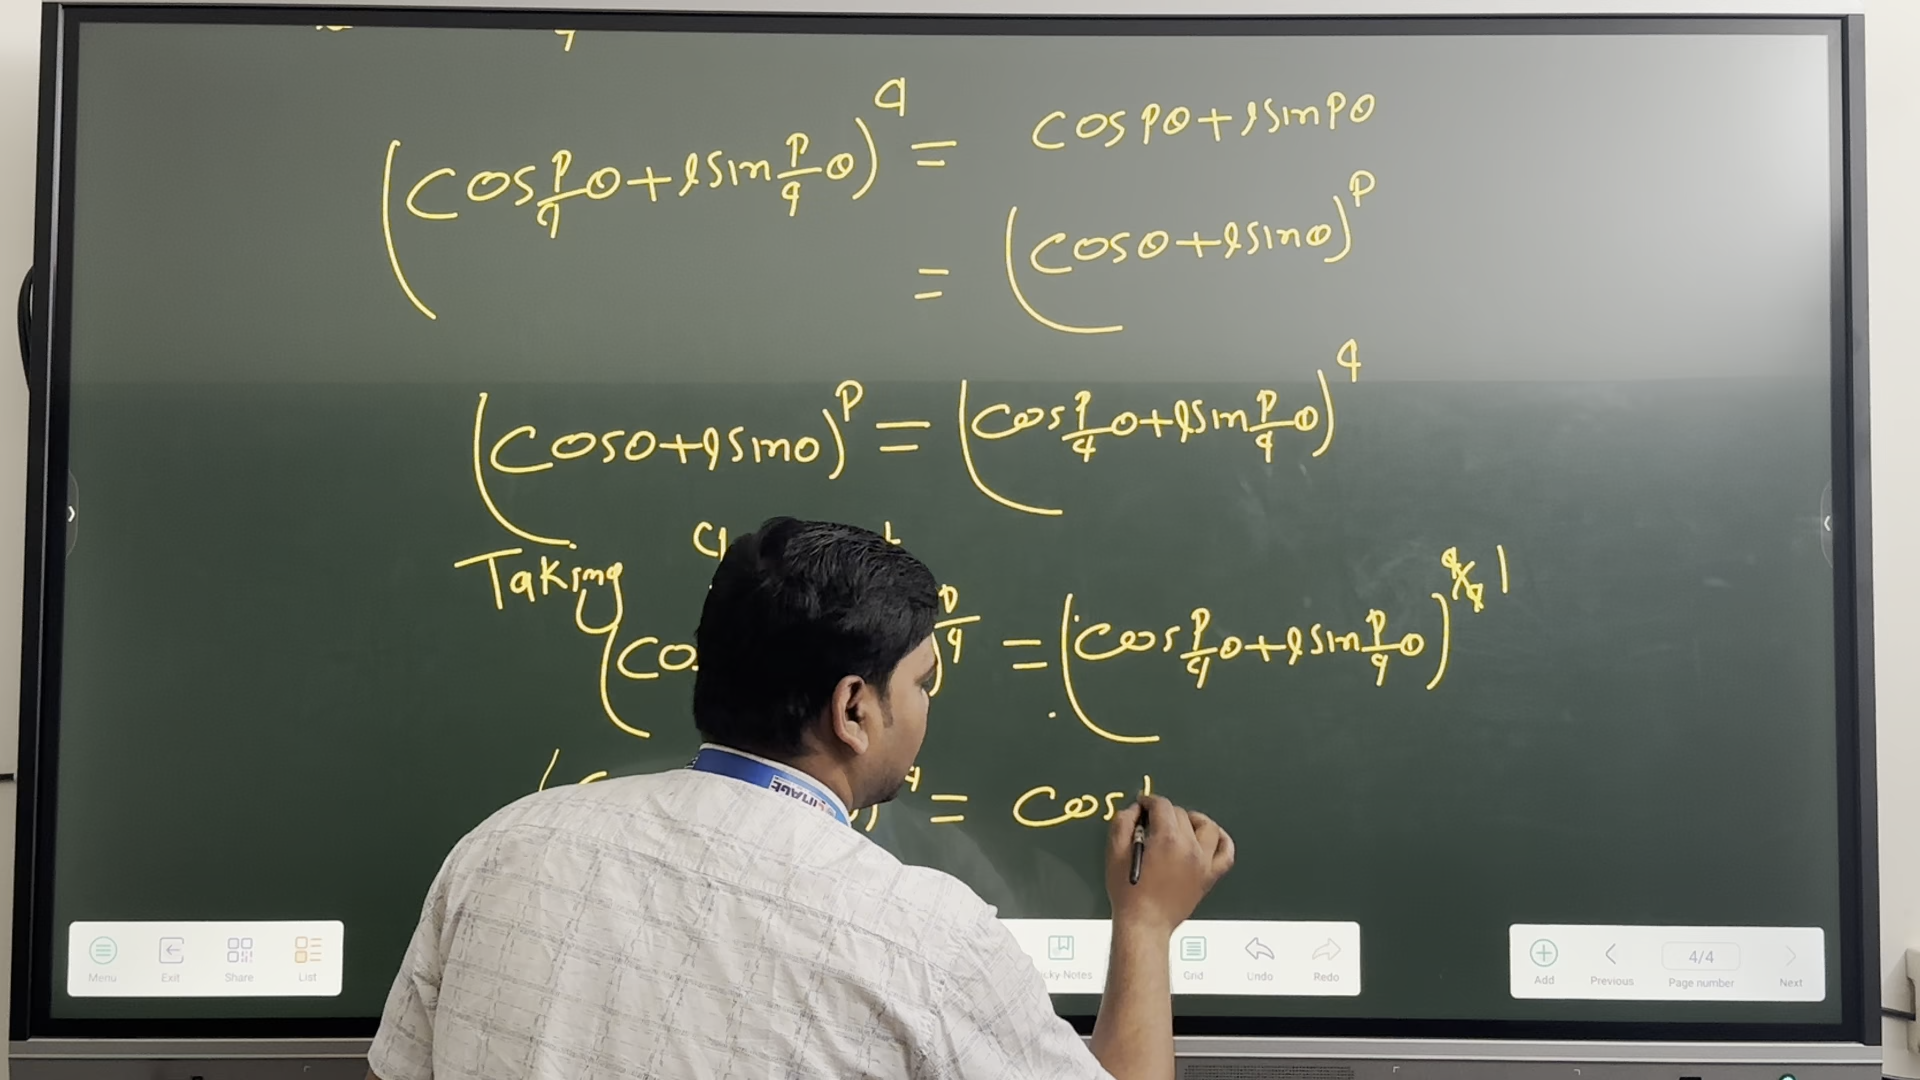 (cos p/q θ + i sin p/q θ)^q = cos pθ + i sin pθ
= (cos θ + i sin θ)^p
(cos θ + i sin θ)^p = (cos p/q θ + i sin p/q θ)^q
Taking
p/q = (cos p/q θ + i sin p/q θ) 1
= cos
Menu Exit Share List Grid Undo Redo Add Previous 4/4 Page number Next